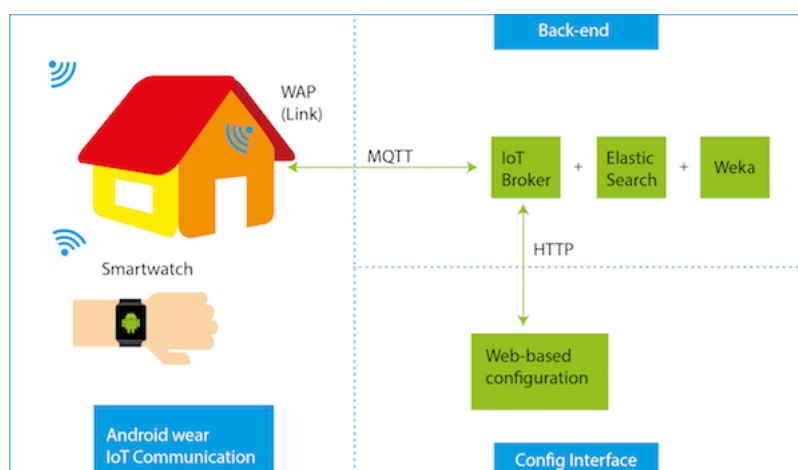 Back-end
WAP
(Link)
MQTT
IoT
Broker
+
Elastic
Search
+
Weka
HTTP
Smartwatch
Web-based
configuration
Android wear
IoT Communication
Config Interface